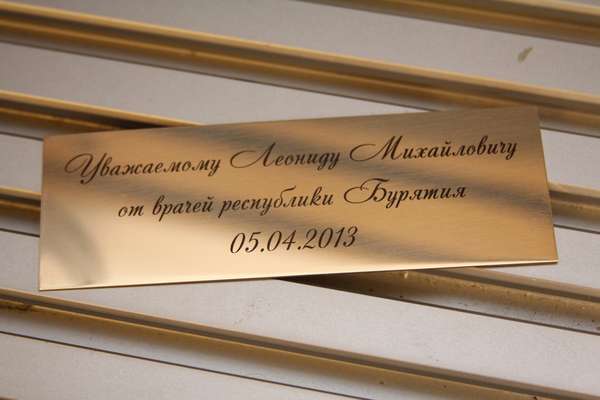 Уважаемому Леониду Михайловичу
от врачей республики Бурятия
05.04.2013